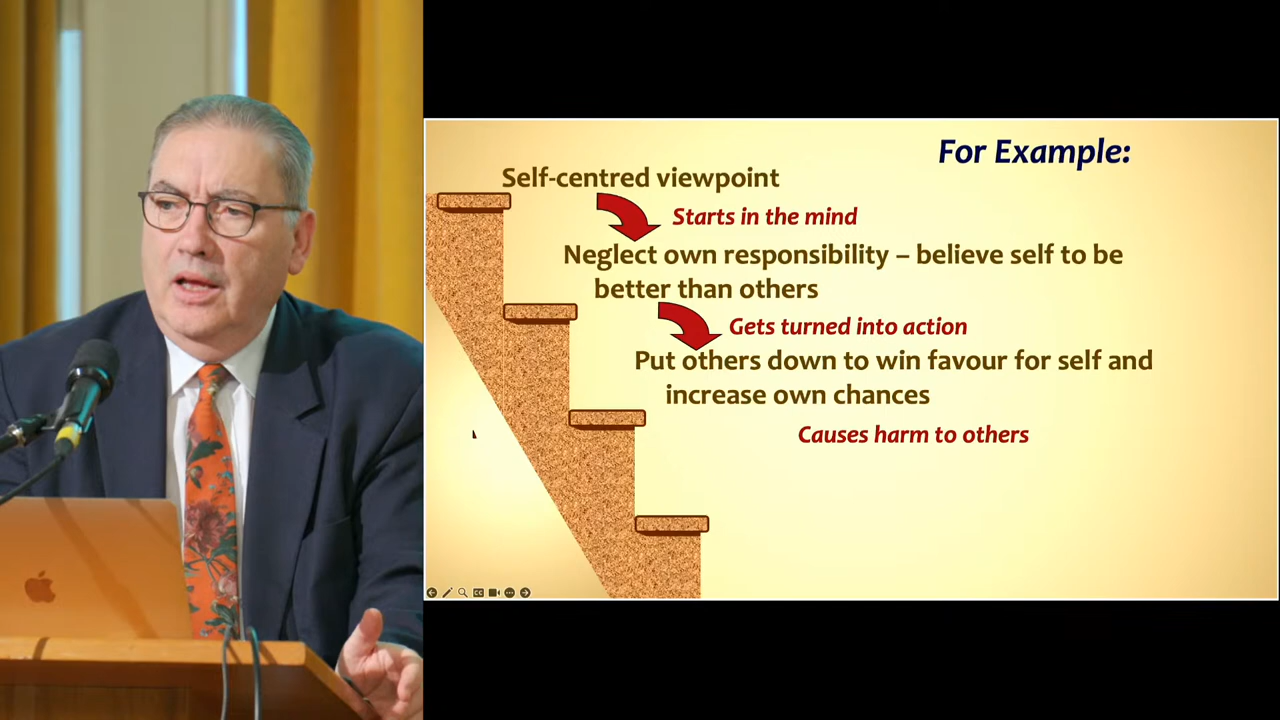 For Example:
Self-centred viewpoint
Starts in the mind
Neglect own responsibility – believe self to be
better than others
Gets turned into action
Put others down to win favour for self and
increase own chances
Causes harm to others